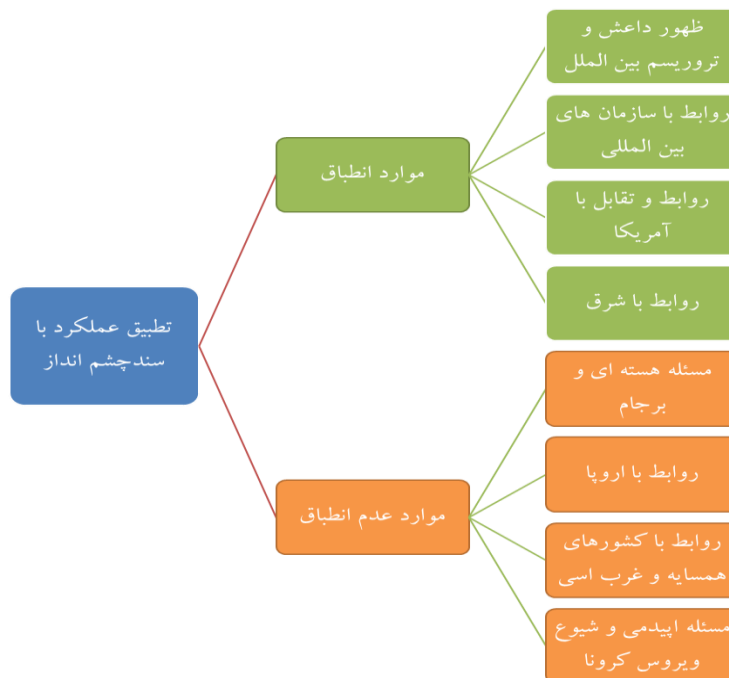 ظهور داعش و
تروریسم بین الملل
روابط با سازمان های
بین المللی
موارد انطباق
روابط و تقابل با
آمریکا
روابط با شرق
تطبیق عملکرد با
سندچشم انداز
مسئله هسته ای و
برجام
روابط با اروپا
موارد عدم انطباق
روابط با کشورهای
همسایه و غرب اسی
مسئله اپیدمی و شیوع
ویروس کرونا